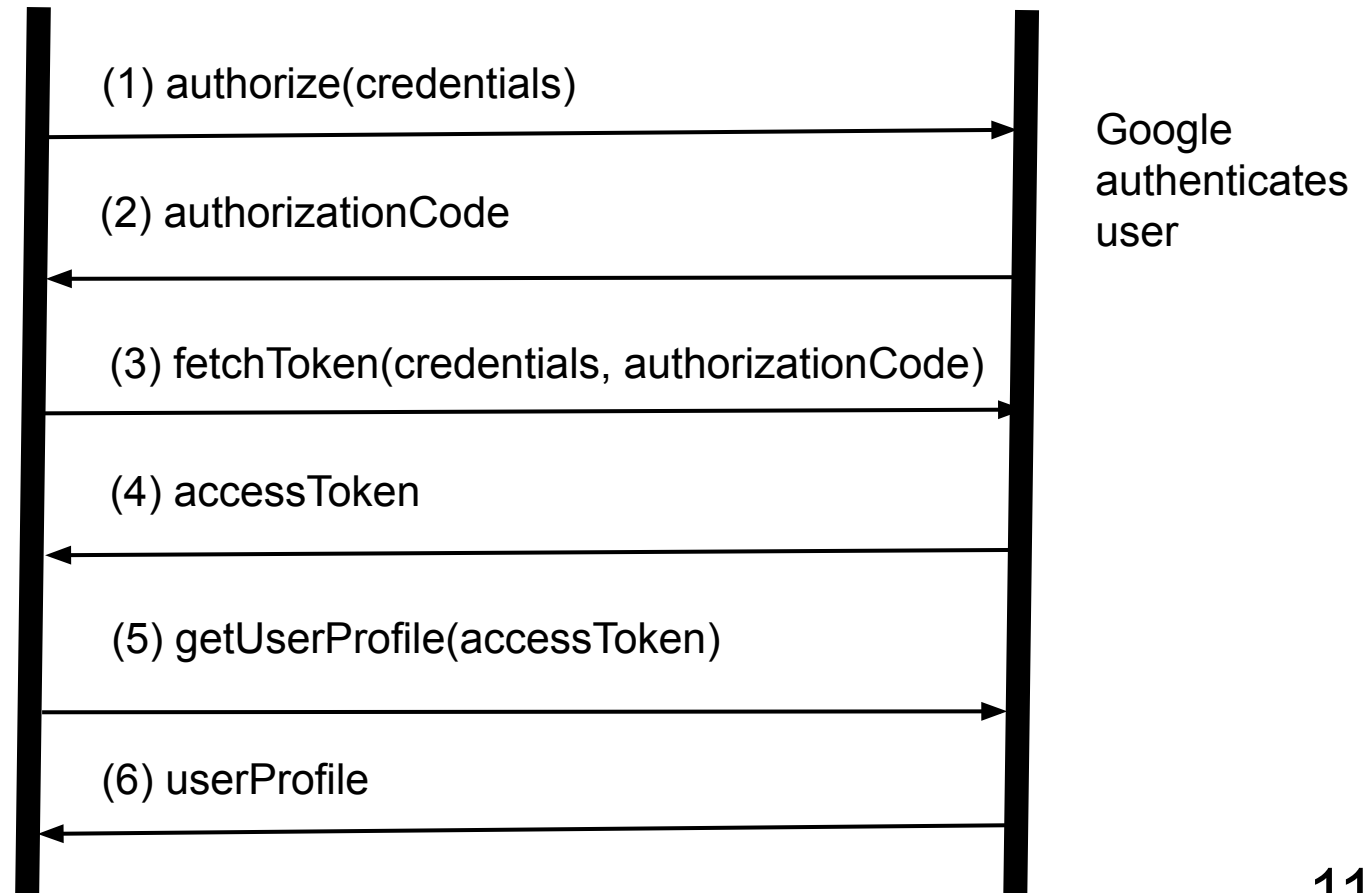 (1) authorize(credentials)
Google
authenticates
user
(2) authorizationCode
(3) fetchToken(credentials, authorizationCode)
(4) accessToken
(5) getUserProfile(accessToken)
(6) userProfile
11